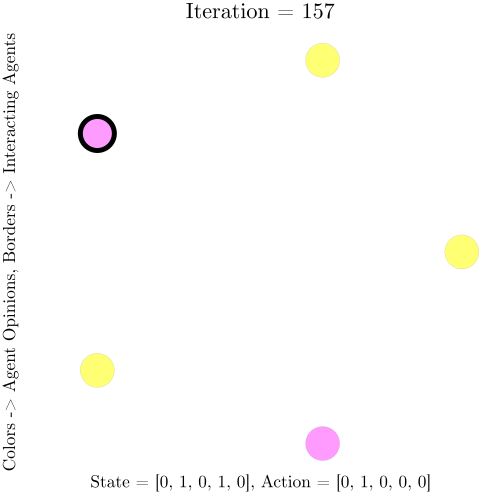 Iteration = 157
Colors -> Agent Opinions, Borders -> Interacting Agents
State = [0, 1, 0, 1, 0], Action = [0, 1, 0, 0, 0]